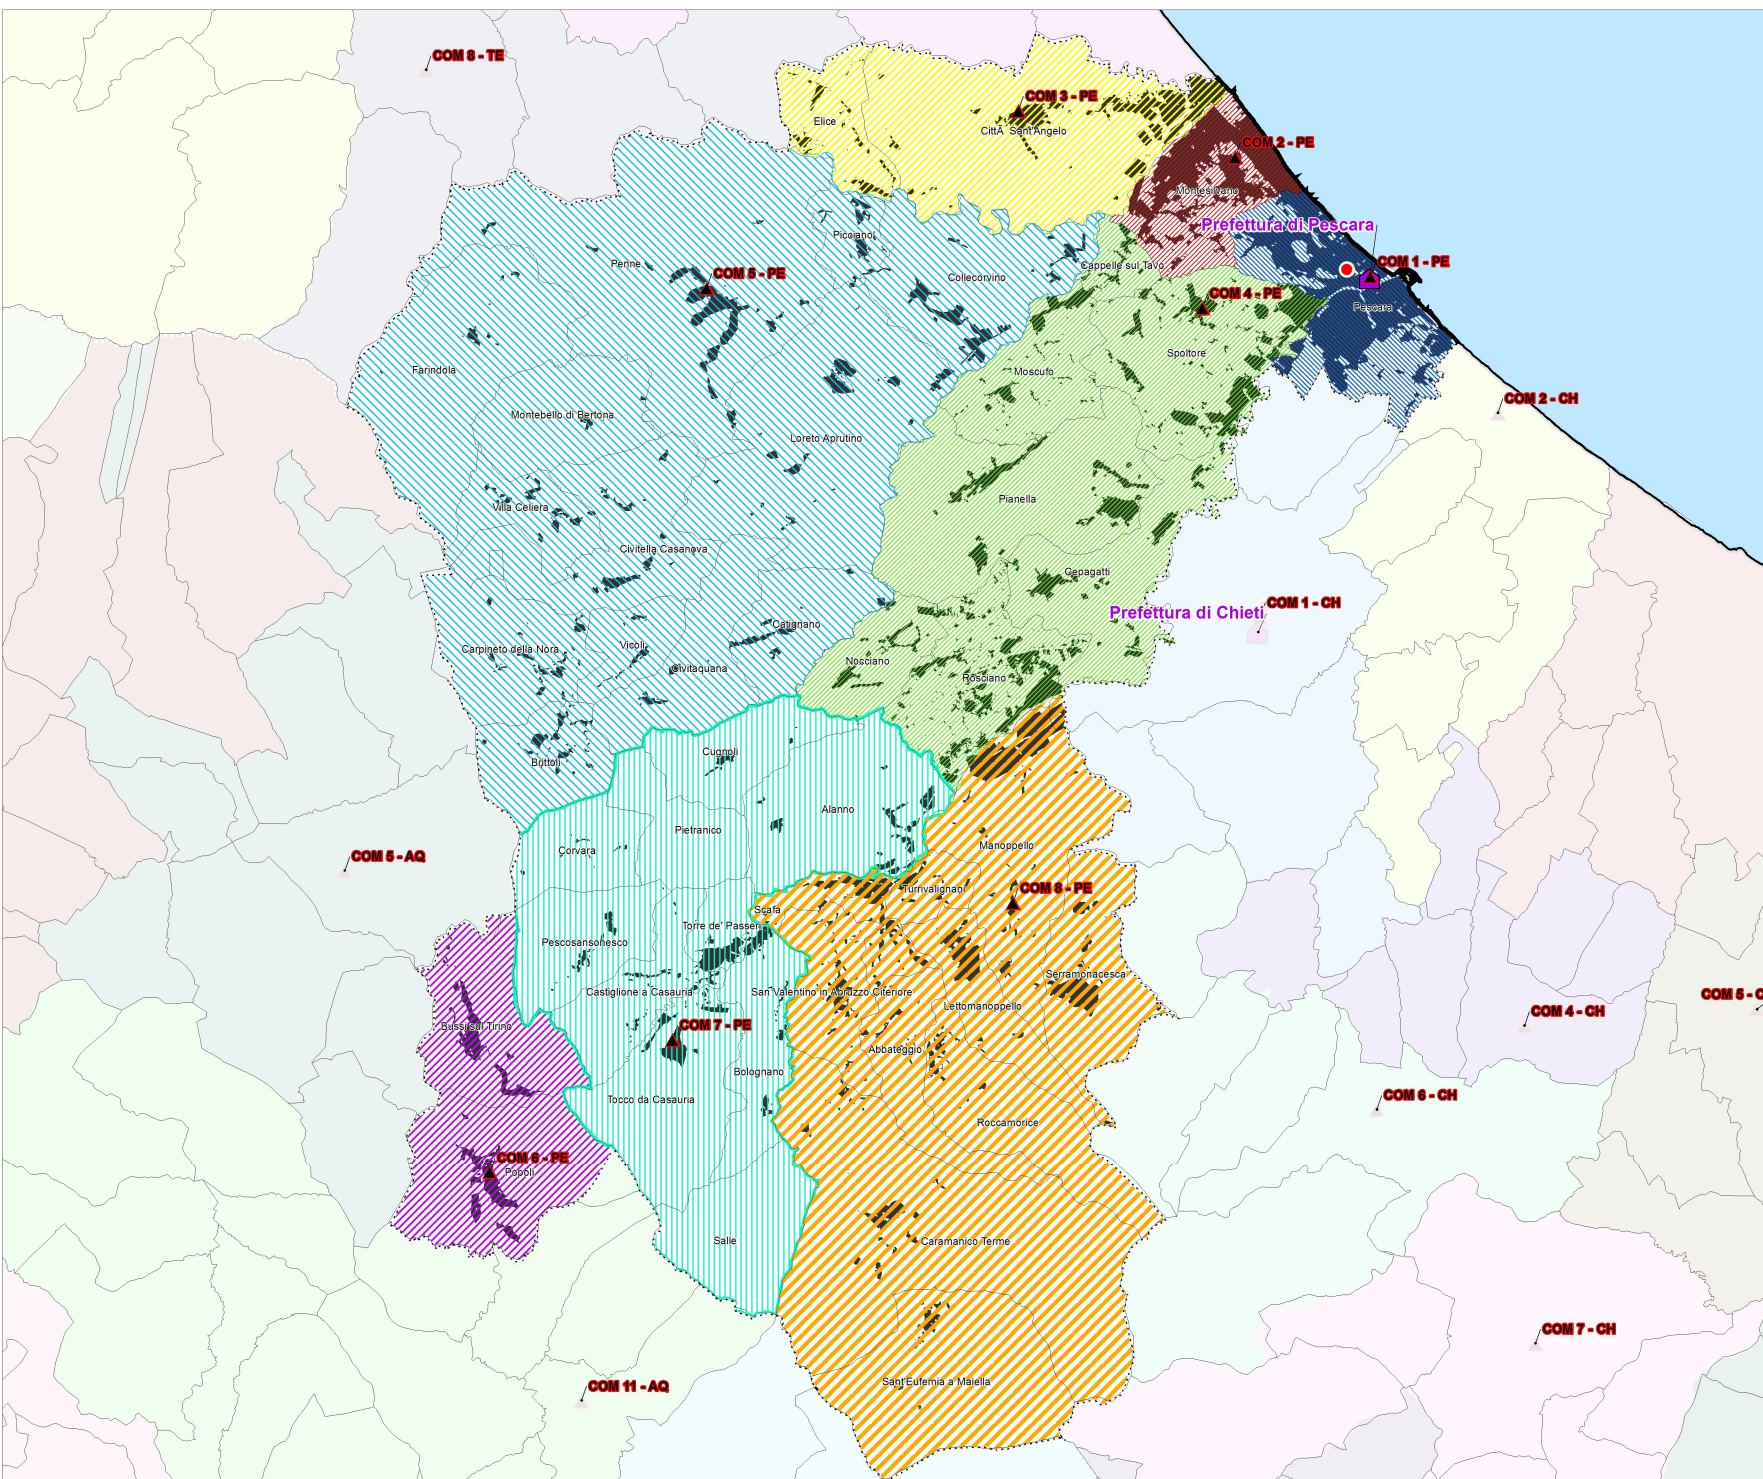 COM 8 - TE
COM 3 - PE
Elice
CittÃ Sant'Angelo
COM 2 - PE
Montesilvano
Prefettura di Pescara
Picciano
Penne
COM 5 - PE
Collecorvino
Cappelle sul Tavo
COM 1 - PE
COM 4 - PE
Pescara
Spoltore
Farindola
Moscufo
COM 2 - CH
Montebello di Bertona
Loreto Aprutino
Villa Celiera
Pianella
Civitella Casanova
Cepagatti
COM 1 - CH
Prefettura di Chieti
Catignano
Carpineto della Nora
Vicoli
Civitaquana
Nosciano
Rosciano
Cugnoli
Brittoli
Alanno
Pietranico
Corvara
Manoppello
COM 5 - AQ
Turrivalignani
COM 8 - PE
Scafa
Torre de' Passeri
Pescosansonesco
Serramonacesca
Castiglione a Casauria
San Valentino in Abruzzo Citeriore
Lettomanoppello
COM 5 - C
COM 4 - CH
Bussi sul Tirino
COM 7 - PE
Abbateggio
Bolognano
Tocco da Casauria
COM 6 - CH
Roccamorice
COM 6 - PE
Popoli
Salle
Caramanico Terme
COM 7 - CH
Sant'Eufemia a Maiella
COM 11 - AQ